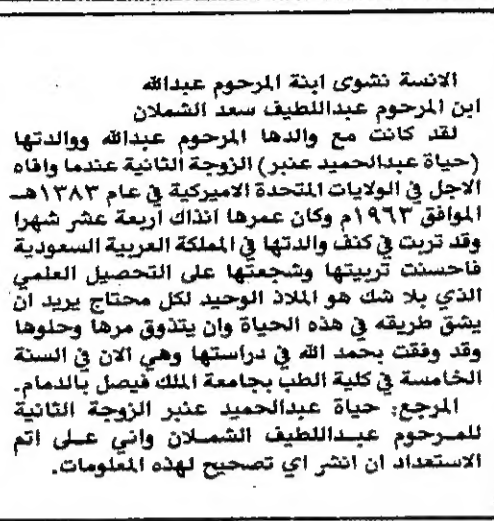 الانسة نشوى ابنة المرحوم عبدالله
ابن المرحوم عبداللطيف سعد الشملان
لقد كانت مع والدها المرحوم عبدالله ووالدتها
(حياة عبدالحميد عنبر) الزوجة الثانية عندما وافاه
الاجل في الولايات المتحدة الاميركية في عام ١٣٨٣هـ
الموافق ١٩٦٣م وكان عمرها انذاك أربعة عشر شهرا
وقد تربت في كنف والدتها في المملكة العربية السعودية
فاحسنت تربيتها وشجعتها على التحصيل العلمي
الذي بلا شك هو الملاذ الوحيد لكل محتاج يريد ان
يشق طريقه في هذه الحياة وان يتذوق مرها وحلوها
وقد وفقت بحمد الله في دراستها وهي الان في السنة
الخامسة في كلية الطب بجامعة الملك فيصل بالدمام.
المرجع: حياة عبدالحميد عنبر الزوجة الثانية
للمرحوم عبداللطيف الشملان واني على اتم
الاستعداد ان انشر اي تصحيح لهذه المعلومات.